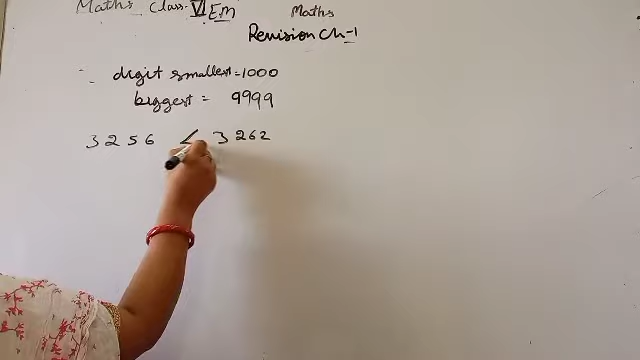 Maths Class-VI EM Maths
Revision Ch-1
digit smallest=1000
biggest = 9999
3256 < 3262